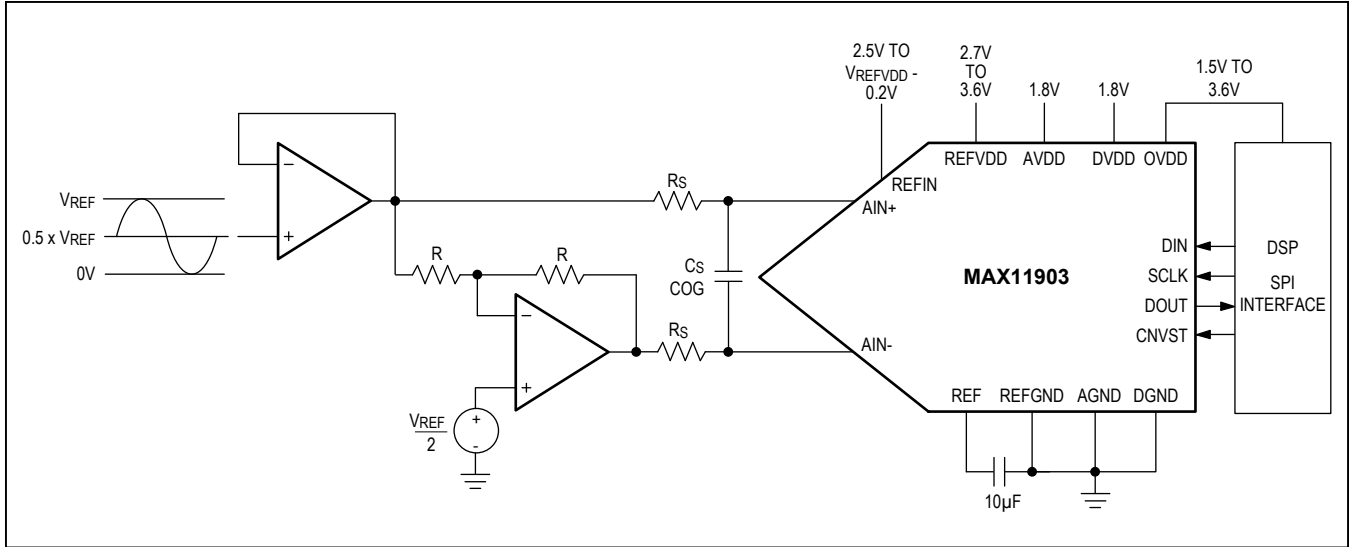 2.5V TO
VREFVDD -
0.2V
2.7V
TO
3.6V
1.8V
1.8V
1.5V TO
3.6V
REFVDD
AVDD
DVDD
OVDD
REFIN
AIN+
AIN-
MAX11903
DIN
SCLK
DOUT
CNVST
DSP
SPI
INTERFACE
REF
REFGND
AGND
DGND
10µF
VREF
0.5 x VREF
0V
-
+
R
R
-
+
RS
CS
COG
RS
VREF
2
+
-